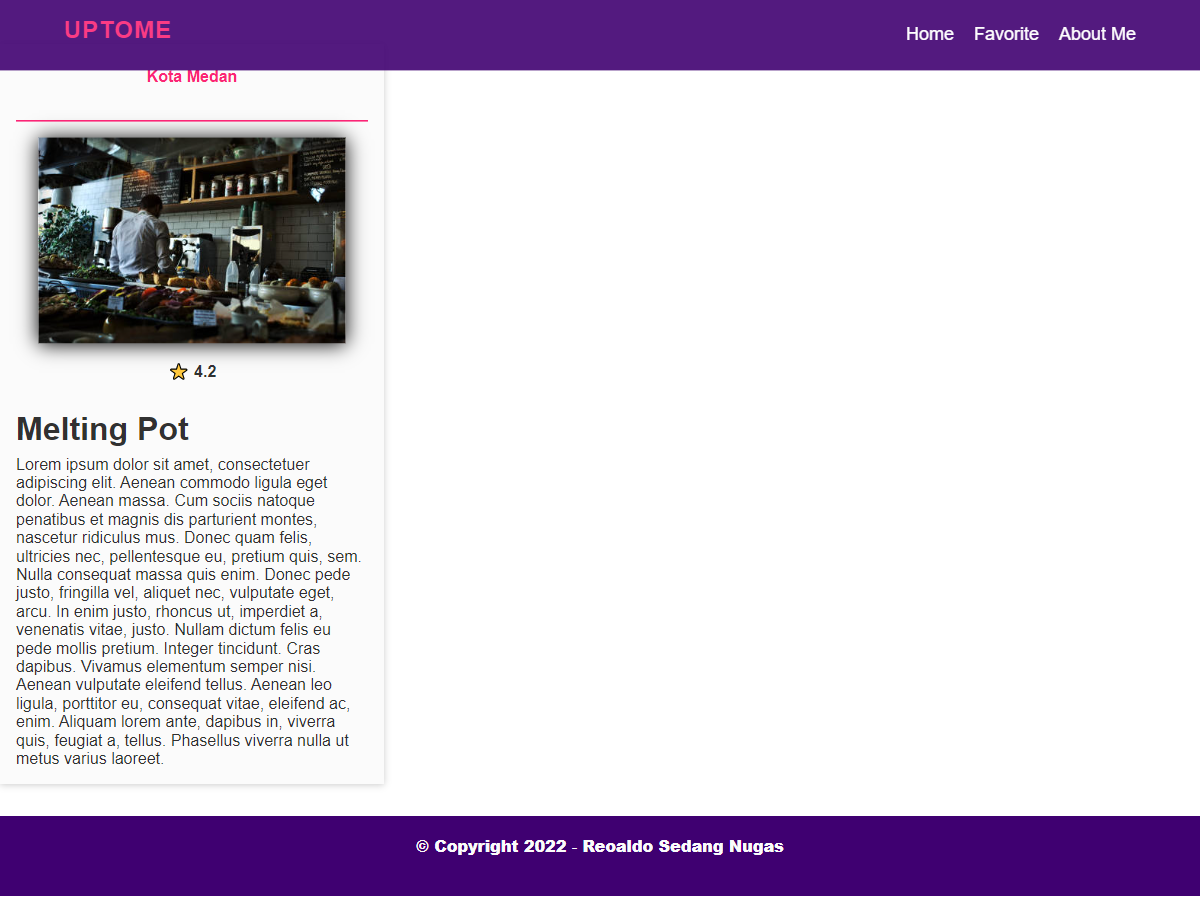 UPTOME
Home Favorite About Me
Kota Medan
4.2
Melting Pot
Lorem ipsum dolor sit amet, consectetuer
adipiscing elit. Aenean commodo ligula eget
dolor. Aenean massa. Cum sociis natoque
penatibus et magnis dis parturient montes,
nascetur ridiculus mus. Donec quam felis,
ultricies nec, pellentesque eu, pretium quis, sem.
Nulla consequat massa quis enim. Donec pede
justo, fringilla vel, aliquet nec, vulputate eget,
arcu. In enim justo, rhoncus ut, imperdiet a,
venenatis vitae, justo. Nullam dictum felis eu
pede mollis pretium. Integer tincidunt. Cras
dapibus. Vivamus elementum semper nisi.
Aenean vulputate eleifend tellus. Aenean leo
ligula, porttitor eu, consequat vitae, eleifend ac,
enim. Aliquam lorem ante, dapibus in, viverra
quis, feugiat a, tellus. Phasellus viverra nulla ut
metus varius laoreet.
© Copyright 2022 - Reoaldo Sedang Nugas